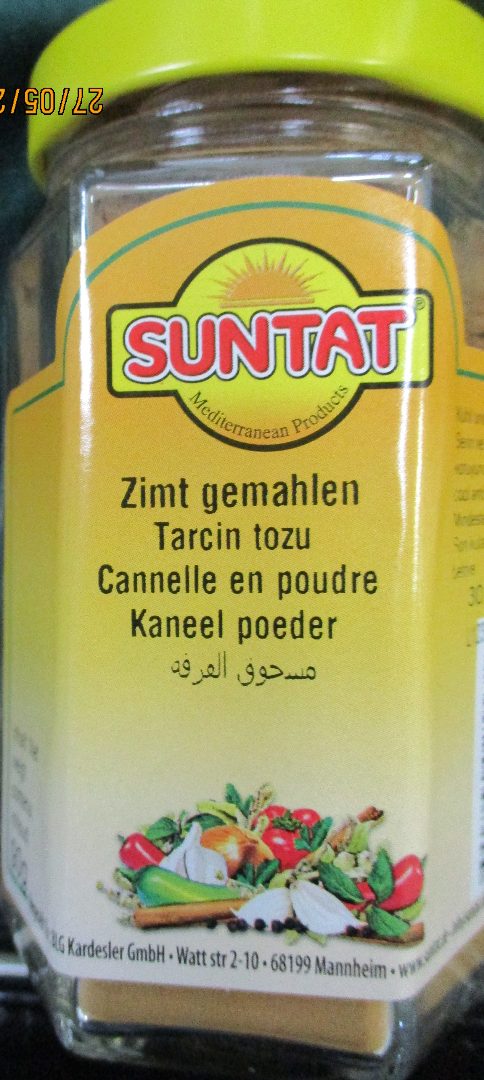 27/05/2
SUNTAT
®
Mediterranean Products
Zimt gemahlen
Tarcin tozu
Cannelle en poudre
Kaneel poeder
مسحوق القرفه
Kardesler GmbH • Watt str 2-10 • 68199 Mannheim •